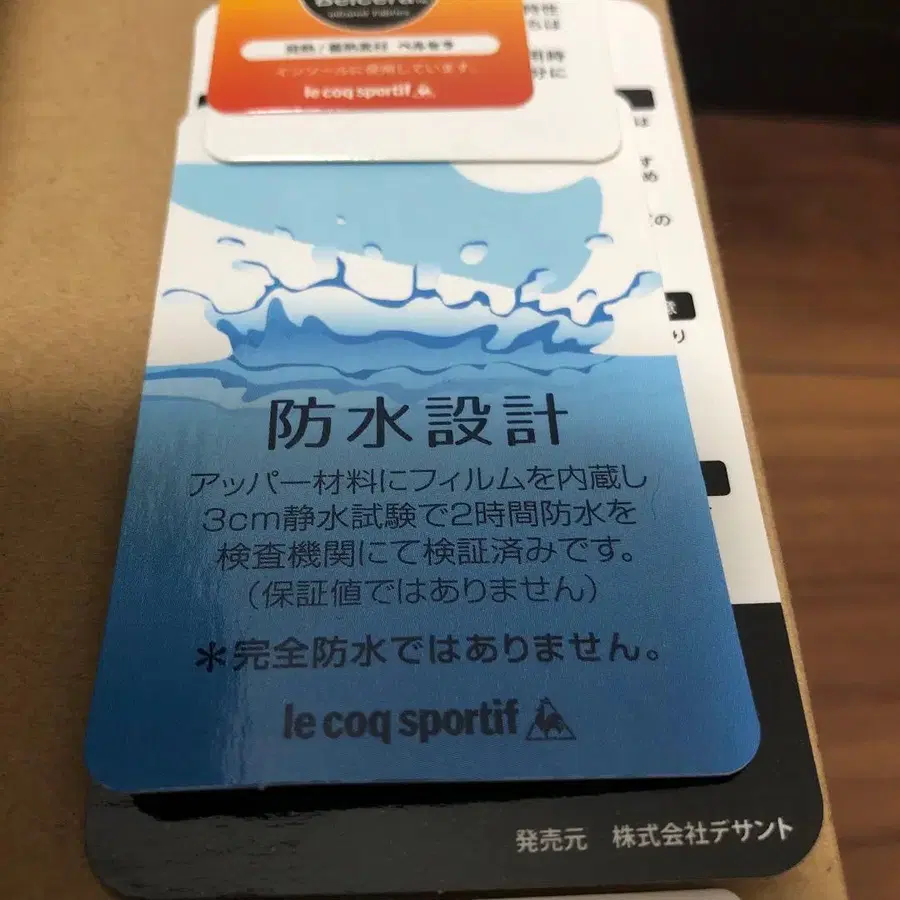 Belcera
蓄熱素材 ベルセラ
インソールに使用しています。
le coq sportif
防水設計
アッパー材料にフィルムを内蔵し
3cm静水試験で2時間防水を
検査機関にて検証済みです。
(保証値ではありません)
＊完全防水ではありません。
le coq sportif
発売元 株式会社デサント